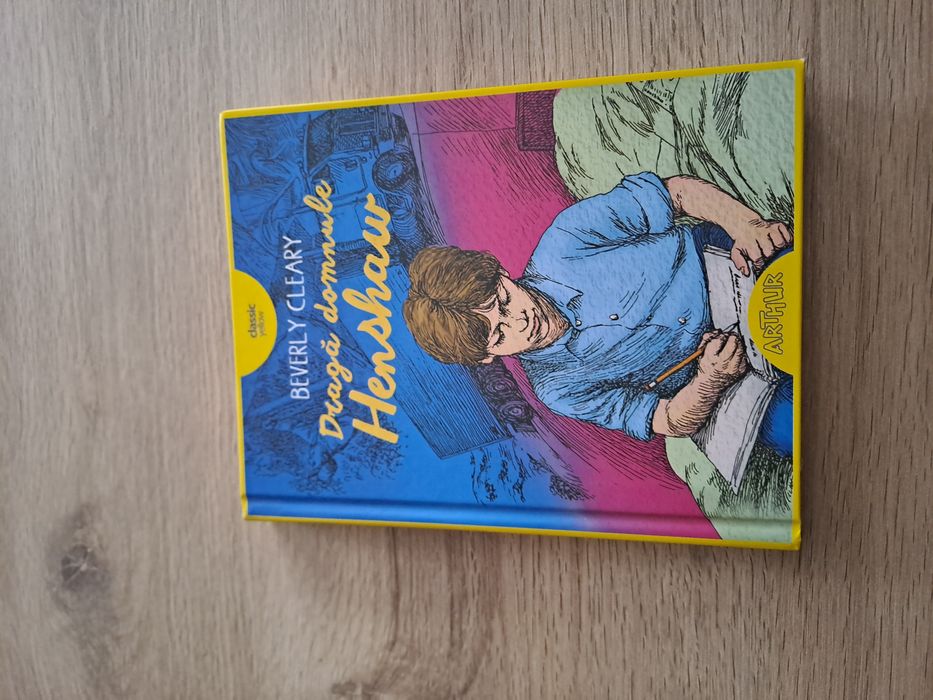 classic
yellow
BEVERLY CLEARY
Dragă domnule
Henshaw
ARTHUR